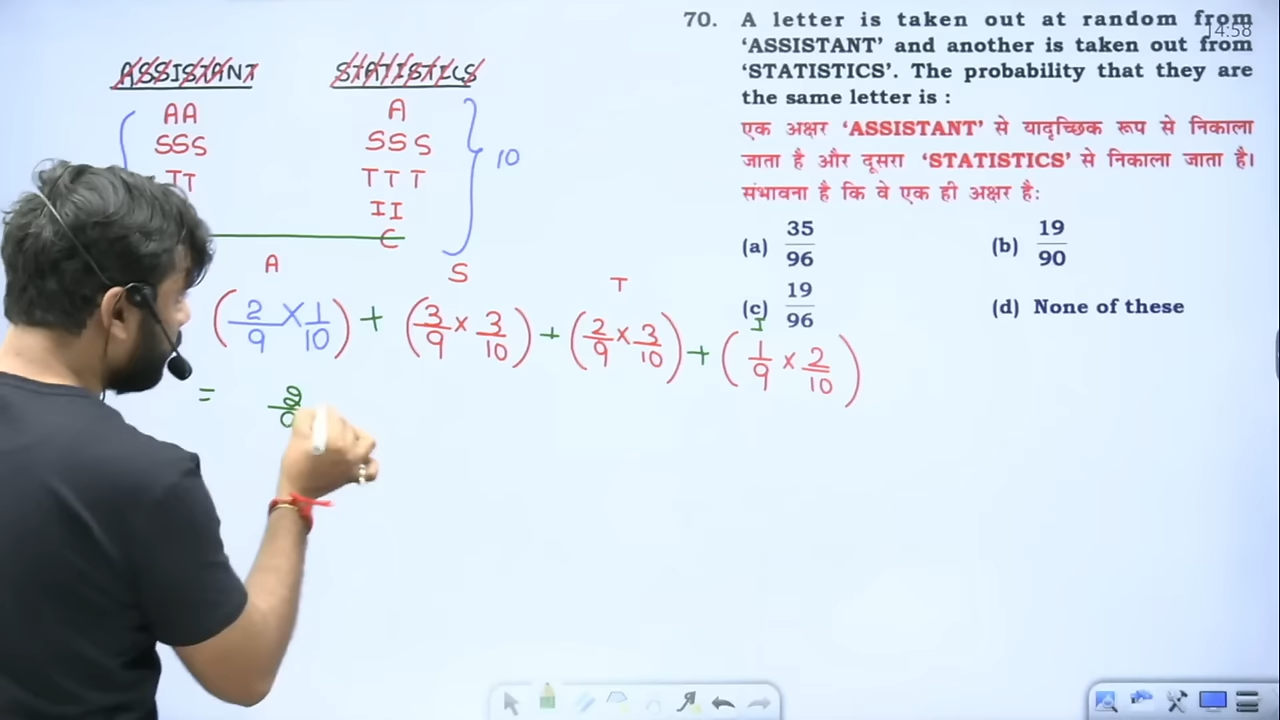 70. A letter is taken out at random from
14:58
'ASSISTANT' and another is taken out from
'STATISTICS'. The probability that they are
the same letter is :
एक अक्षर 'ASSISTANT' से यादृच्छिक रूप से निकाला
जाता है और दूसरा 'STATISTICS' से निकाला जाता है।
संभावना है कि वे एक ही अक्षर है:
(a) 35/96 (b) 19/90
(c) 19/96 (d) None of these
ASSISTANT STATISTICS
AA A
SSS SSS
TT TTT
II
C
10
A S T I
(2/9 × 1/10) + (3/9 × 3/10) + (2/9 × 3/10) + (1/9 × 2/10)
= 2